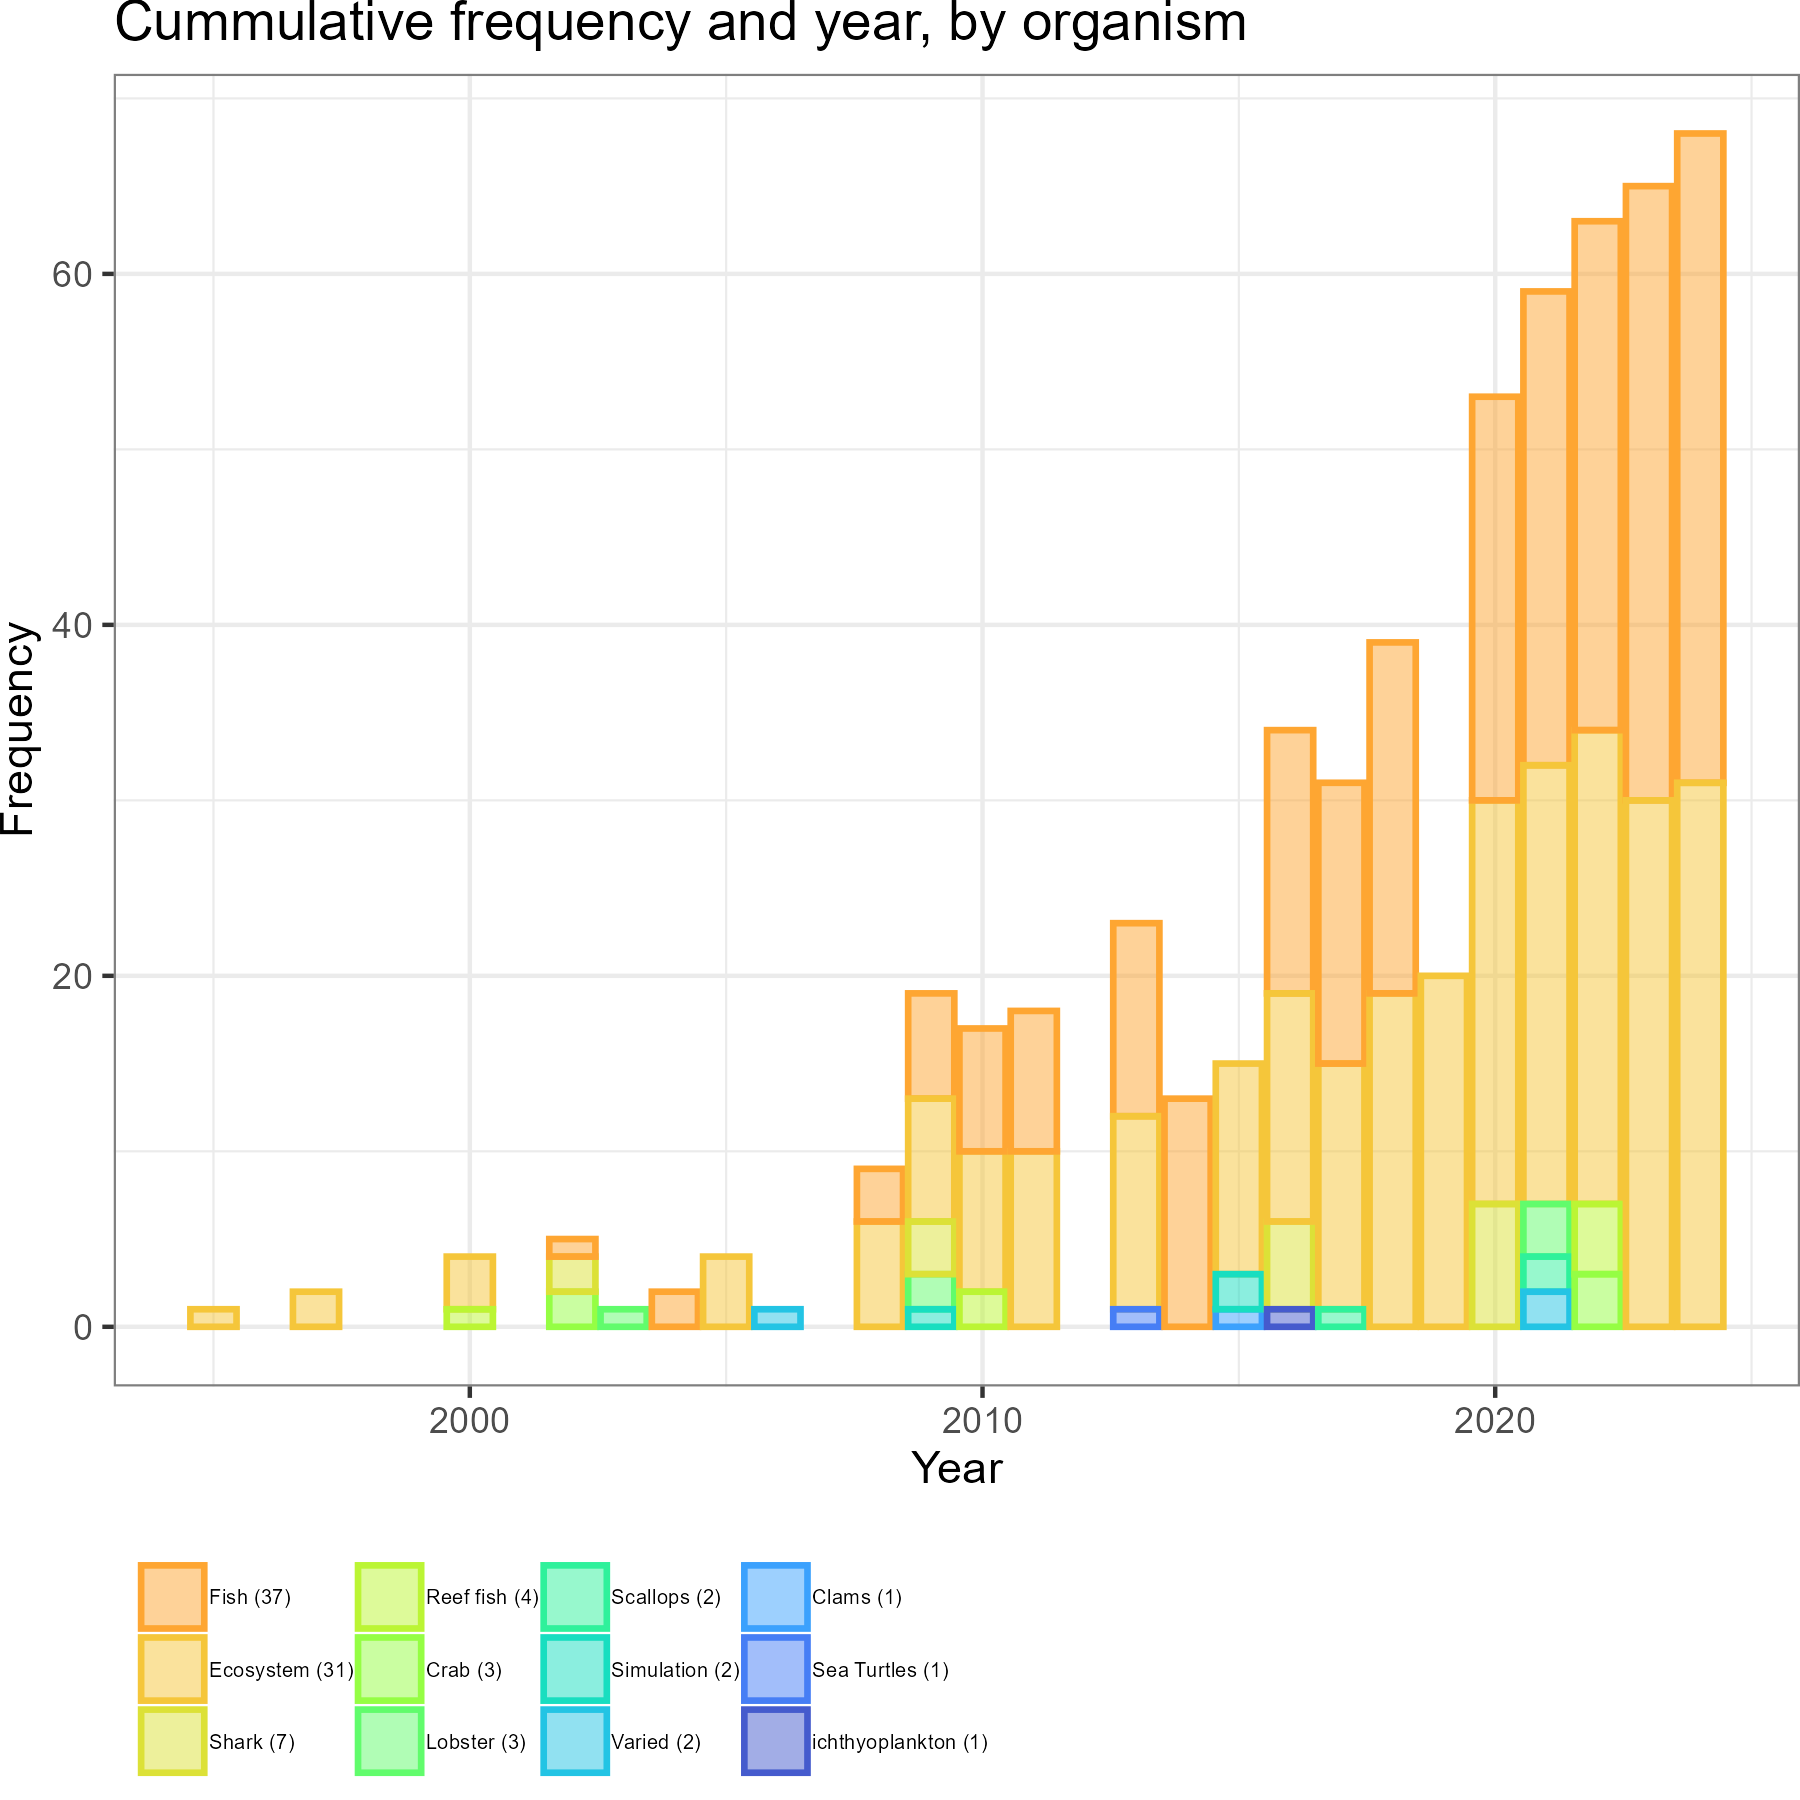 Cummulative frequency and year, by organism
Frequency
60
40
20
0
2000 2010 2020
Year
Fish (37) Reef fish (4) Scallops (2) Clams (1)
Ecosystem (31) Crab (3) Simulation (2) Sea Turtles (1)
Shark (7) Lobster (3) Varied (2) ichthyoplankton (1)